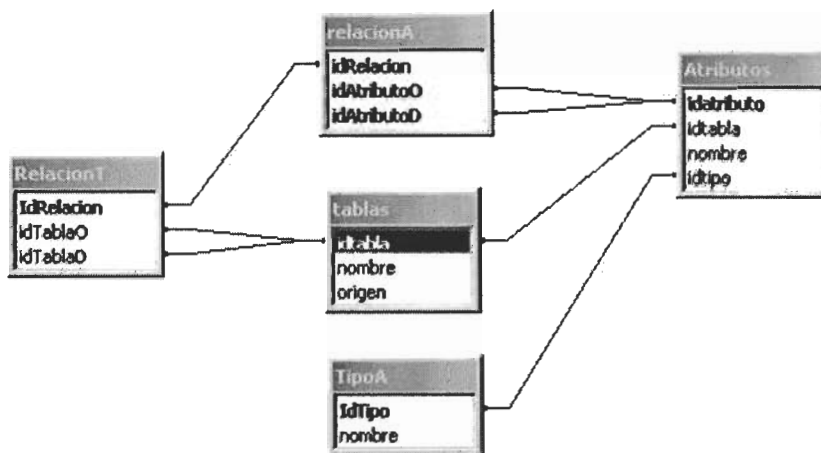 relacionA
idRelacion
idAtributoO
idAtributoD
Atributos
idatributo
idtabla
nombre
idtipo
RelacionT
IdRelacion
idTablaO
idTablaD
tablas
idtabla
nombre
origen
TipoA
IdTipo
nombre